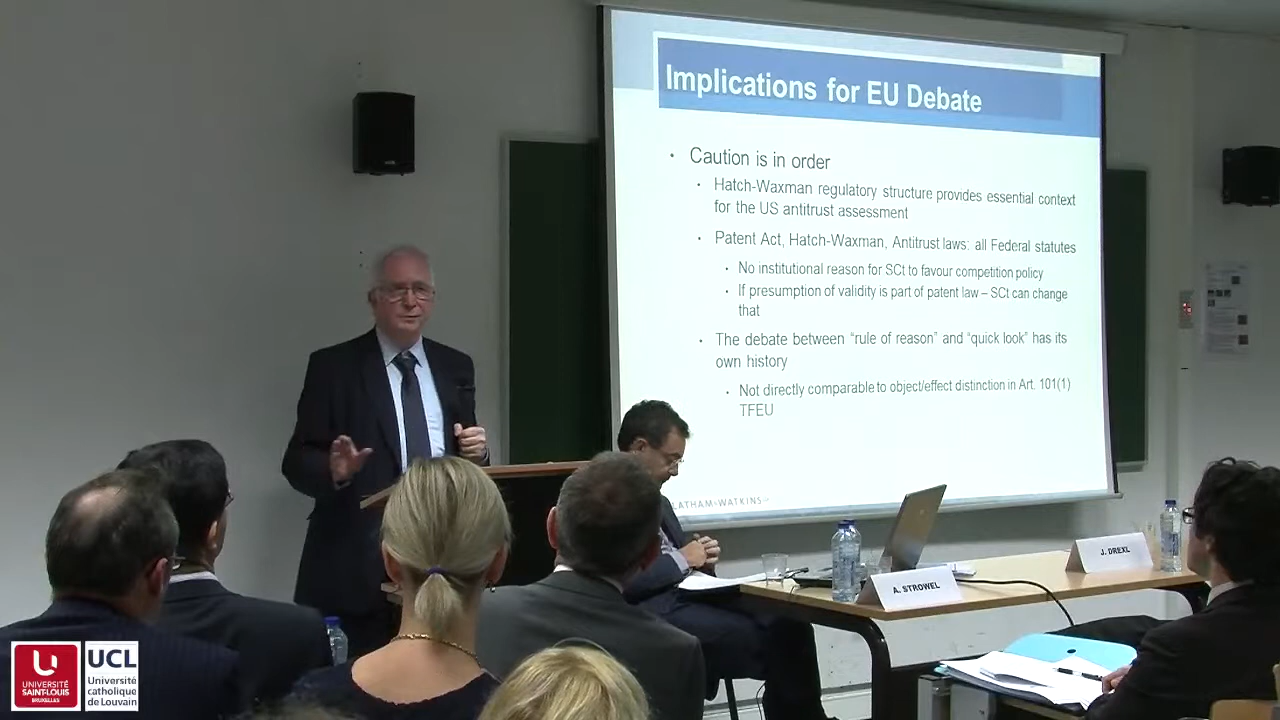 Implications for EU Debate
• Caution is in order
• Hatch-Waxman regulatory structure provides essential context
for the US antitrust assessment
• Patent Act, Hatch-Waxman, Antitrust laws: all Federal statutes
• No institutional reason for SCt to favour competition policy
• If presumption of validity is part of patent law – SCt can change
that
• The debate between “rule of reason” and “quick look” has its
own history
• Not directly comparable to object/effect distinction in Art. 101(1)
TFEU
LATHAM&WATKINS
J. DREXL
A. STROWEL
UNIVERSITÉ
SAINT-LOUIS
BRUXELLES
UCL
Université
catholique
de Louvain